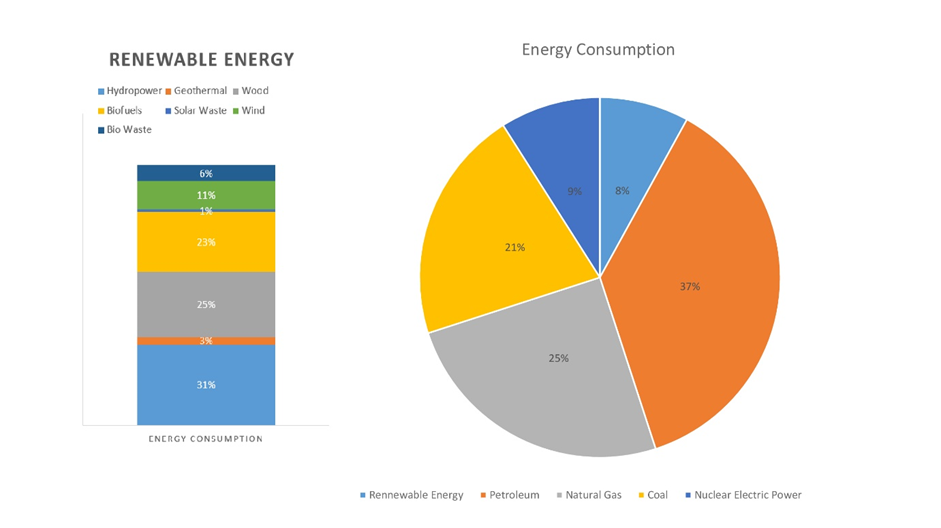 RENEWABLE ENERGY
Hydropower Geothermal Wood
Biofuels Solar Waste Wind
Bio Waste
6%
11%
1%
23%
25%
3%
31%
ENERGY CONSUMPTION
Energy Consumption
9% 8%
21%
37%
25%
Rennewable Energy Petroleum Natural Gas Coal Nuclear Electric Power